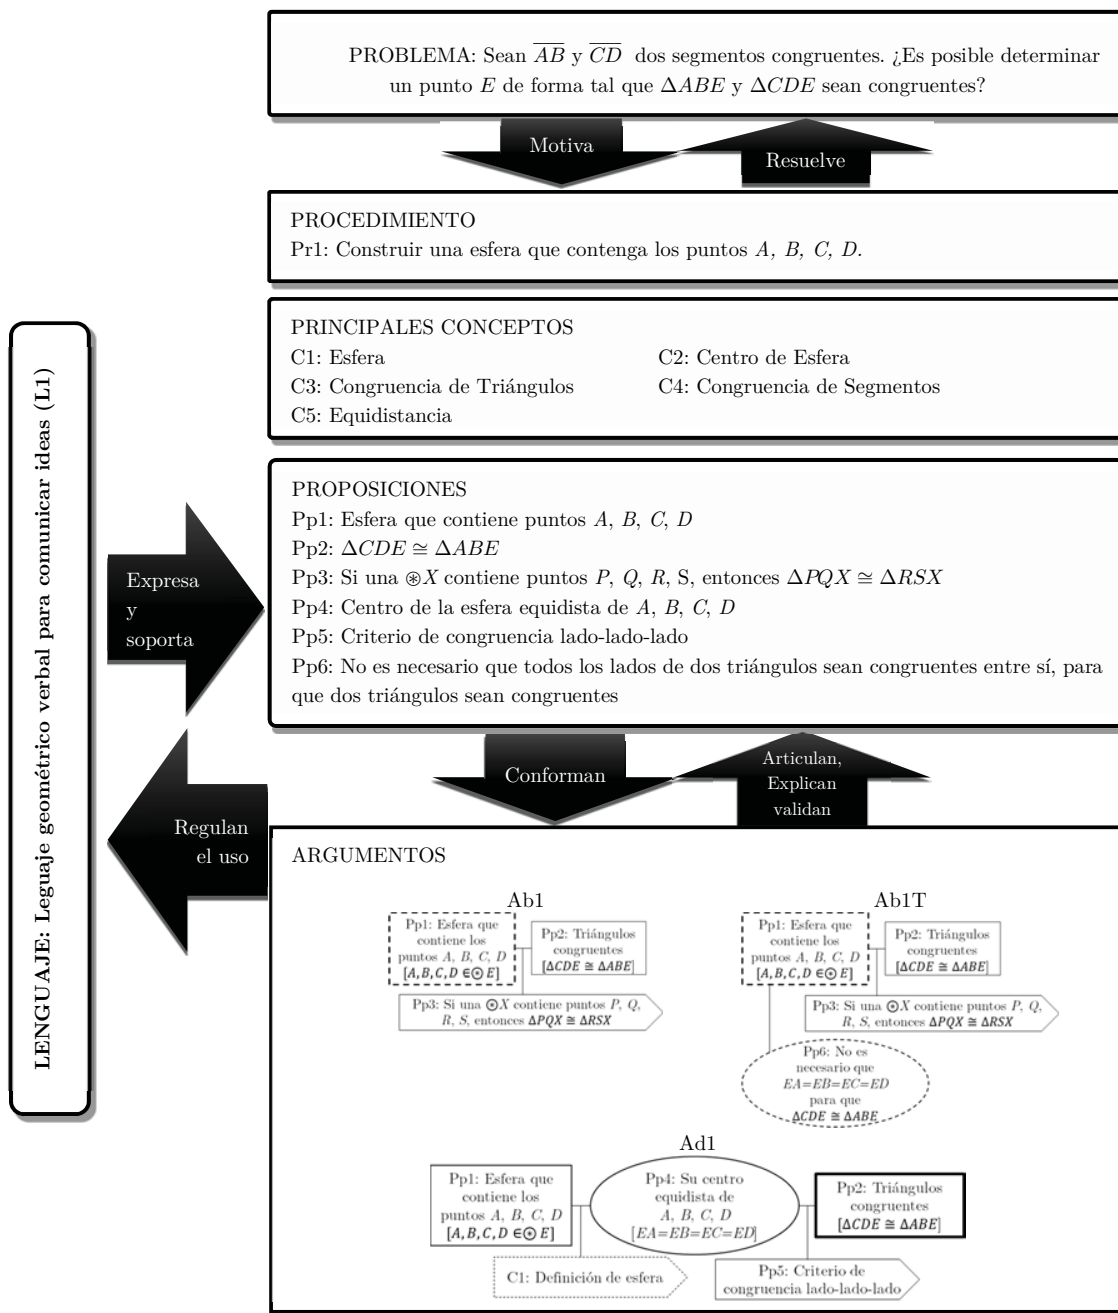 PROBLEMA: Sean $\overline{AB}$ y $\overline{CD}$ dos segmentos congruentes. ¿Es posible determinar
un punto E de forma tal que ΔABE y ΔCDE sean congruentes?
Motiva
Resuelve
PROCEDIMIENTO
Pr1: Construir una esfera que contenga los puntos A, B, C, D.
PRINCIPALES CONCEPTOS
C1: Esfera
C2: Centro de Esfera
C3: Congruencia de Triángulos
C4: Congruencia de Segmentos
C5: Equidistancia
LENGUAJE: Leguaje geométrico verbal para comunicar ideas (L1)
Expresa
y
soporta
PROPOSICIONES
Pp1: Esfera que contiene puntos A, B, C, D
Pp2: ΔCDE ≅ ΔABE
Pp3: Si una ⊛X contiene puntos P, Q, R, S, entonces ΔPQX ≅ ΔRSX
Pp4: Centro de la esfera equidista de A, B, C, D
Pp5: Criterio de congruencia lado-lado-lado
Pp6: No es necesario que todos los lados de dos triángulos sean congruentes entre sí, para
que dos triángulos sean congruentes
Conforman
Articulan,
Explican
validan
Regulan
el uso
ARGUMENTOS
Ab1
Pp1: Esfera que
contiene los
puntos A, B, C, D
[A,B,C,D ∈⊛ E]
Pp2: Triángulos
congruentes
[ΔCDE ≅ ΔABE]
Pp3: Si una ⊛X contiene puntos P, Q,
R, S, entonces ΔPQX ≅ ΔRSX
Ab1T
Pp1: Esfera que
contiene los
puntos A, B, C, D
[A,B,C,D ∈⊛ E]
Pp2: Triángulos
congruentes
[ΔCDE ≅ ΔABE]
Pp3: Si una ⊛X contiene puntos P, Q,
R, S, entonces ΔPQX ≅ ΔRSX
Pp6: No es
necesario que
EA=EB=EC=ED
para que
ΔCDE ≅ ΔABE
Ad1
Pp1: Esfera que
contiene los
puntos A, B, C, D
[A,B,C,D ∈⊛ E]
Pp4: Su centro
equidista de
A, B, C, D
[EA=EB=EC=ED]
Pp2: Triángulos
congruentes
[ΔCDE ≅ ΔABE]
C1: Definición de esfera
Pp5: Criterio de
congruencia lado-lado-lado